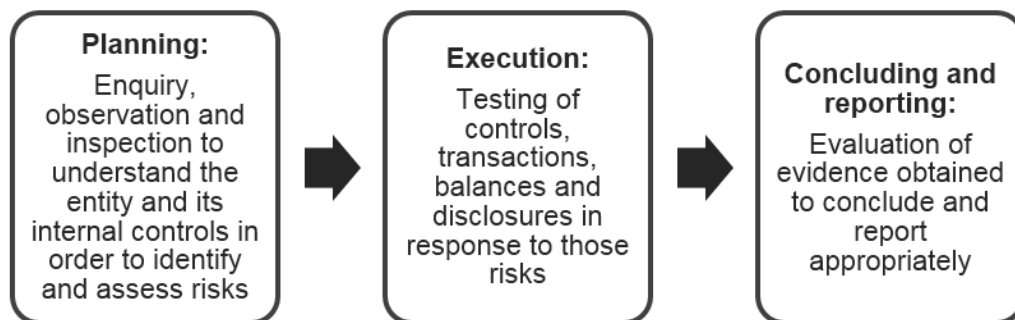 Planning:
Enquiry,
observation and
inspection to
understand the
entity and its
internal controls in
order to identify
and assess risks
Execution:
Testing of
controls,
transactions,
balances and
disclosures in
response to those
risks
Concluding and
reporting:
Evaluation of
evidence obtained
to conclude and
report
appropriately